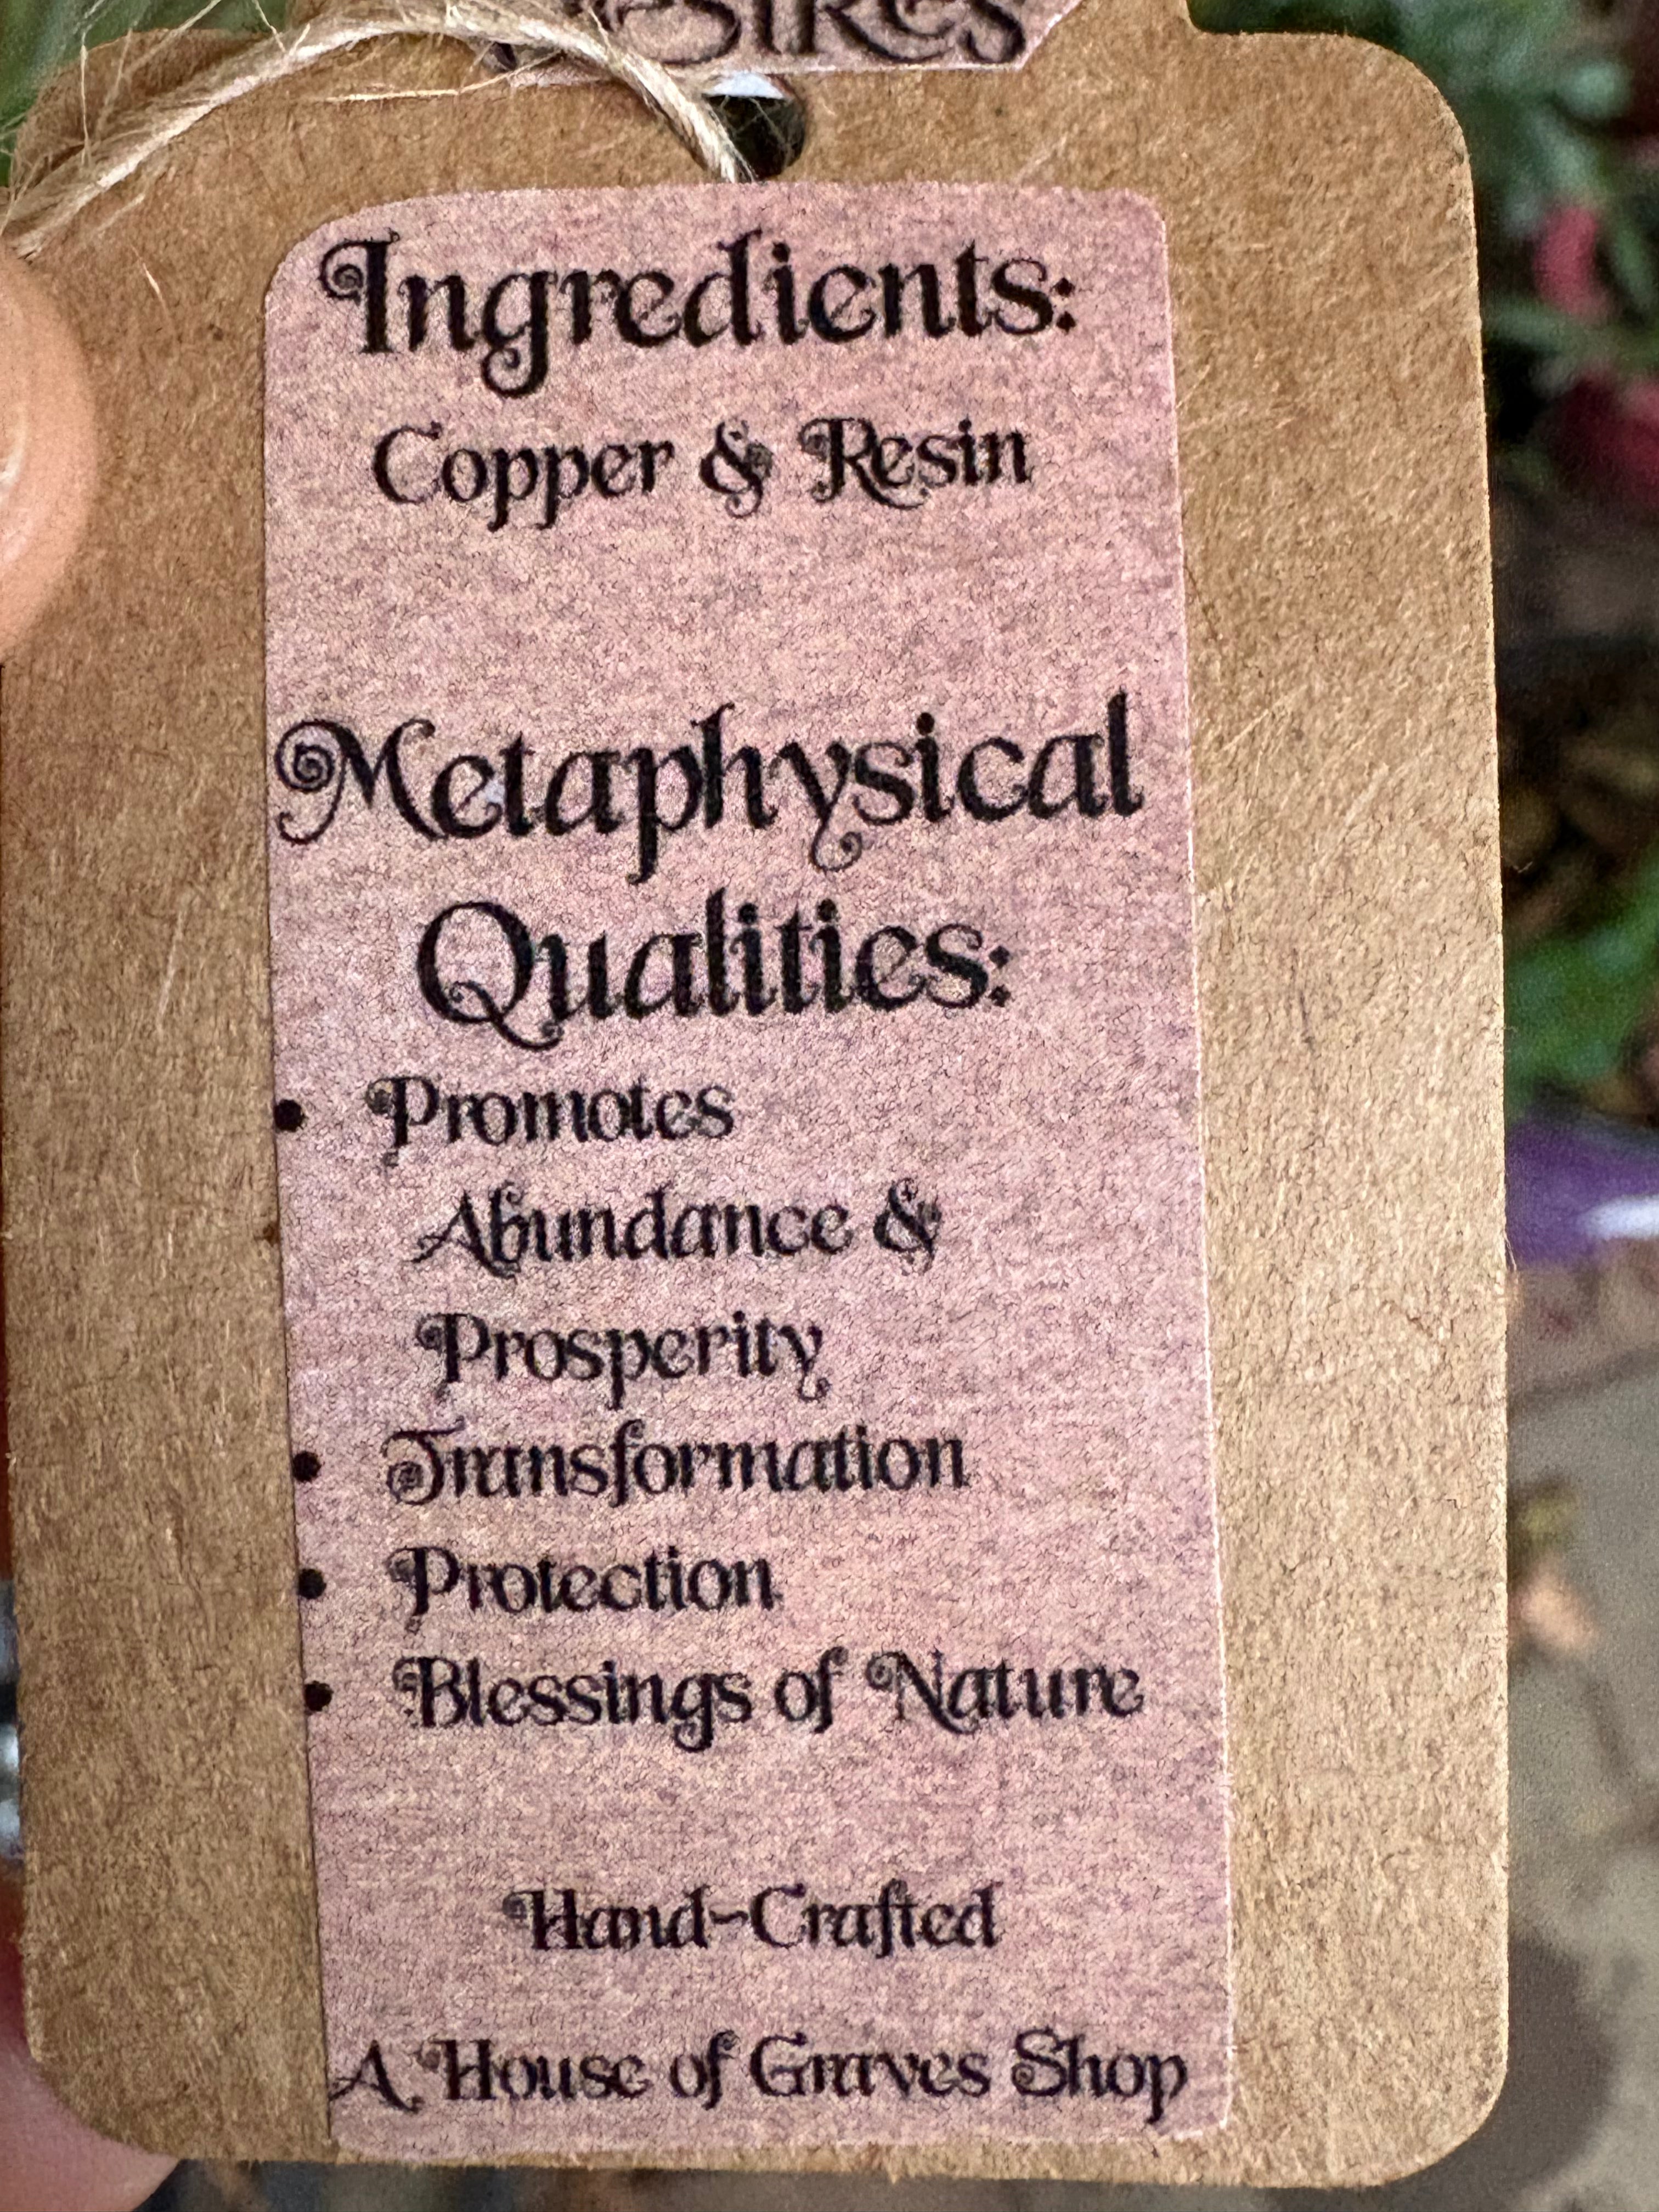 Ingredients:
Copper & Resin
Metaphysical
Qualities:
• Promotes
Abundance &
Prosperity
• Transformation
• Protection
• Blessings of Nature
Hand-Crafted
A House of Graves Shop